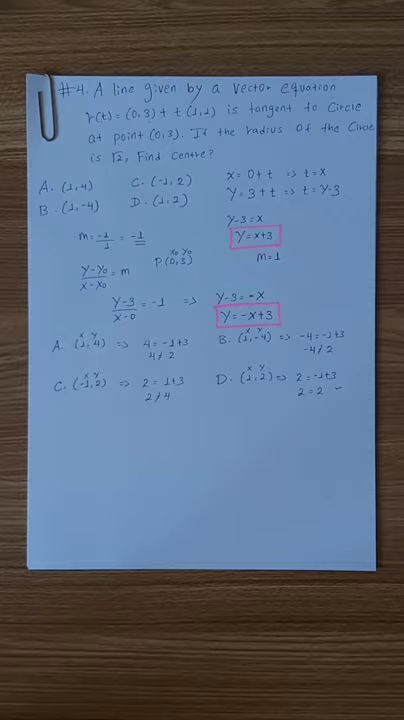 #4. A line given by a vector equation
r(t) = (0,3) + t(1,1) is tangent to circle
at point (0,3). If the radius of the Circle
is √2, Find Centre?
A. (1,4)
C. (-1,2)
B. (1,-4)
D. (1,2)
x = 0+t => t=x
y = 3+t => t=y-3
y-3=x
y=x+3
m=1
m = -1/1 = -1
x₀ y₀
P(0,3)
y-y₀/x-x₀ = m
y-3/x-0 = -1 => y-3=-x
y=-x+3
x y
A. (1,4) => 4=-1+3
4≠2
x y
B. (1,-4) => -4=-1+3
-4≠2
x y
C. (-1,2) => 2=1+3
2≠4
x y
D. (1,2) => 2=-1+3
2=2 ✓